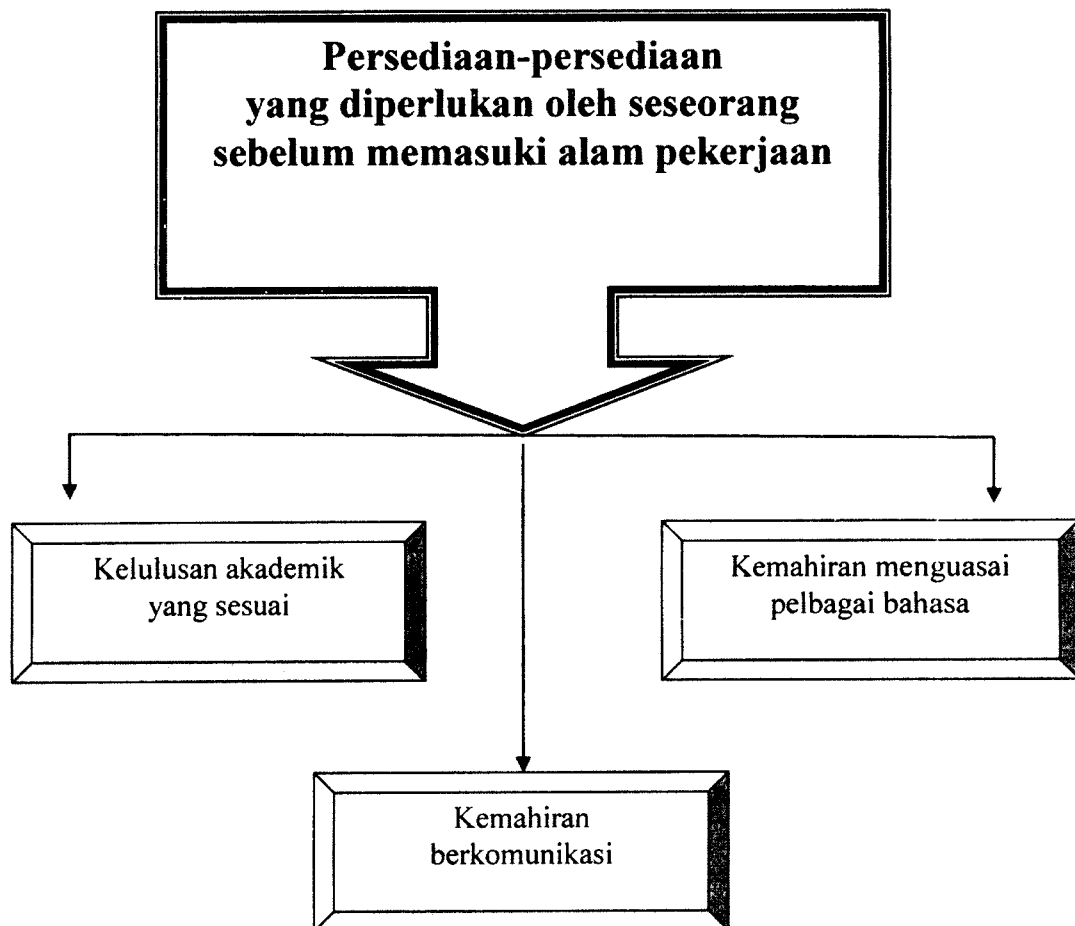 Persediaan-persediaan
yang diperlukan oleh seseorang
sebelum memasuki alam pekerjaan
Kelulusan akademik
yang sesuai
Kemahiran menguasai
pelbagai bahasa
Kemahiran
berkomunikasi